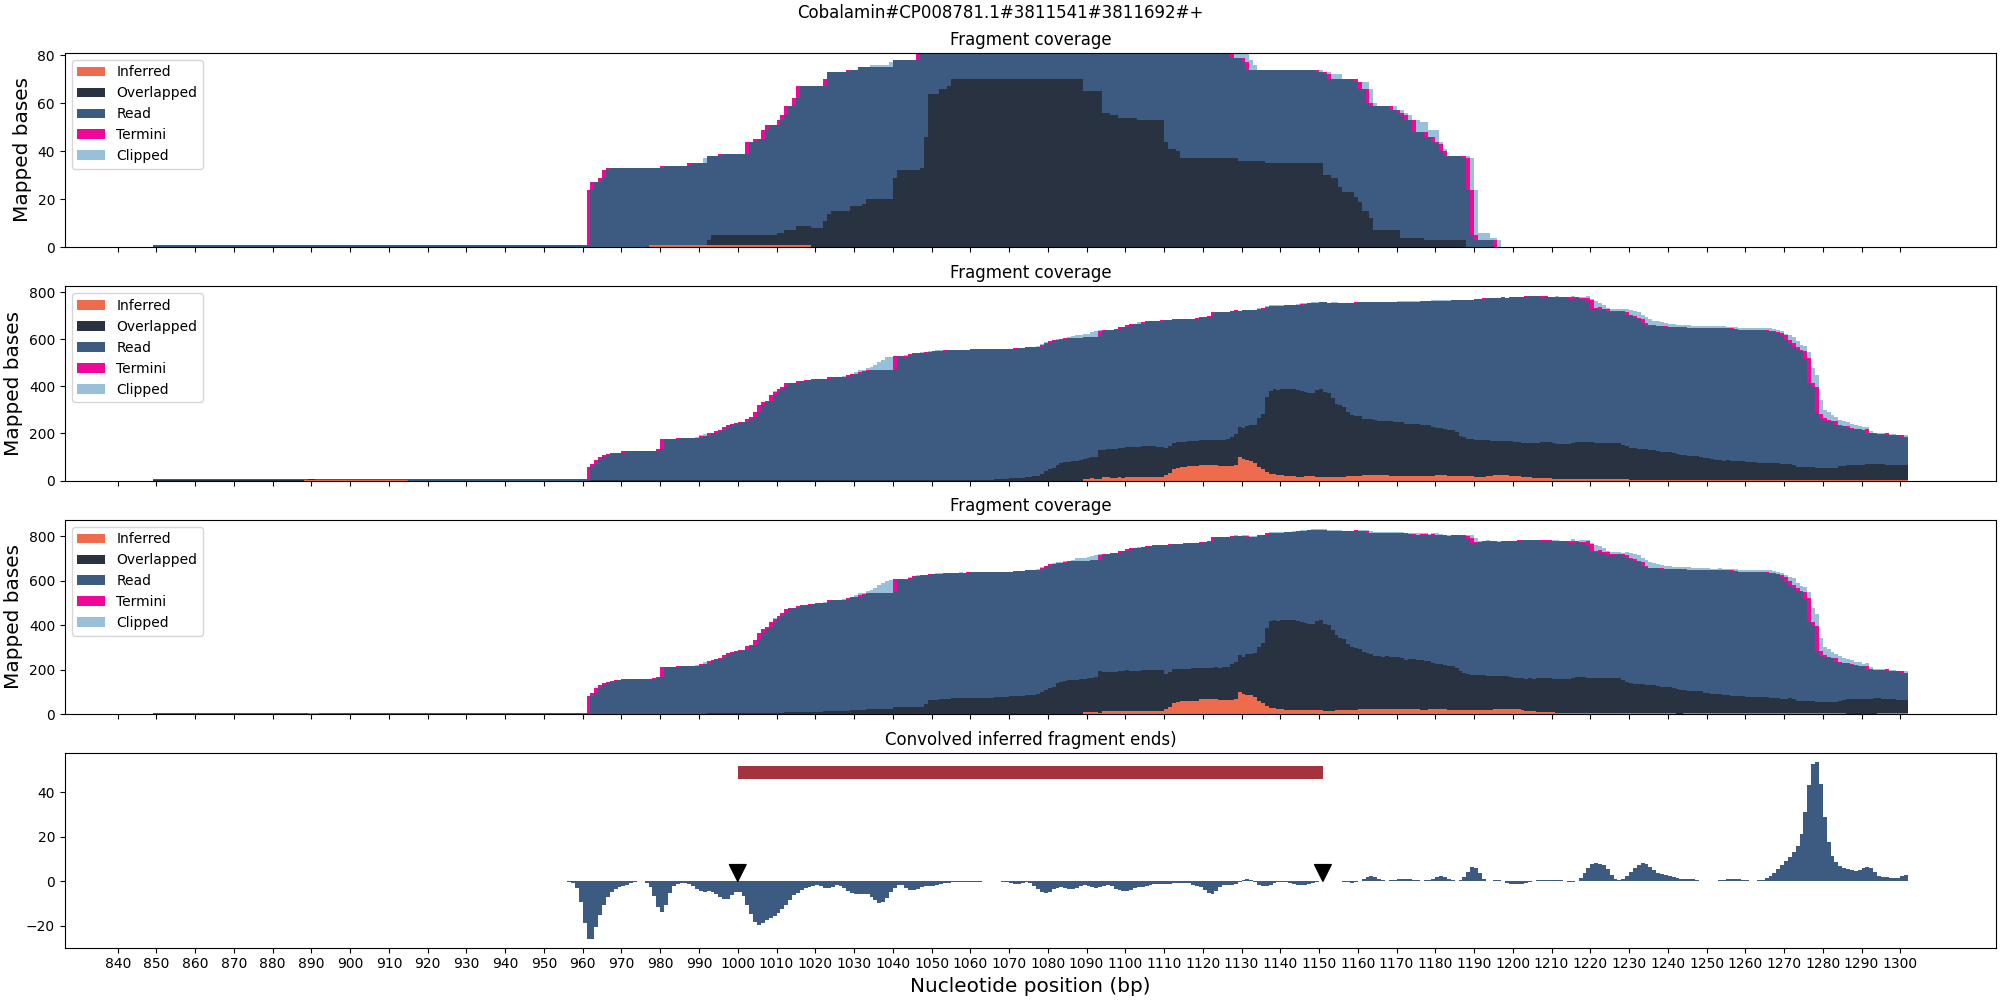 Cobalamin#CP008781.1#3811541#3811692#+
Fragment coverage
Mapped bases
80
60
40
20
0
Inferred
Overlapped
Read
Termini
Clipped
Fragment coverage
Mapped bases
800
600
400
200
0
Inferred
Overlapped
Read
Termini
Clipped
Fragment coverage
Mapped bases
800
600
400
200
0
Inferred
Overlapped
Read
Termini
Clipped
Convolved inferred fragment ends)
40
20
0
−20
840 850 860 870 880 890 900 910 920 930 940 950 960 970 980 990 1000 1010 1020 1030 1040 1050 1060 1070 1080 1090 1100 1110 1120 1130 1140 1150 1160 1170 1180 1190 1200 1210 1220 1230 1240 1250 1260 1270 1280 1290 1300
Nucleotide position (bp)